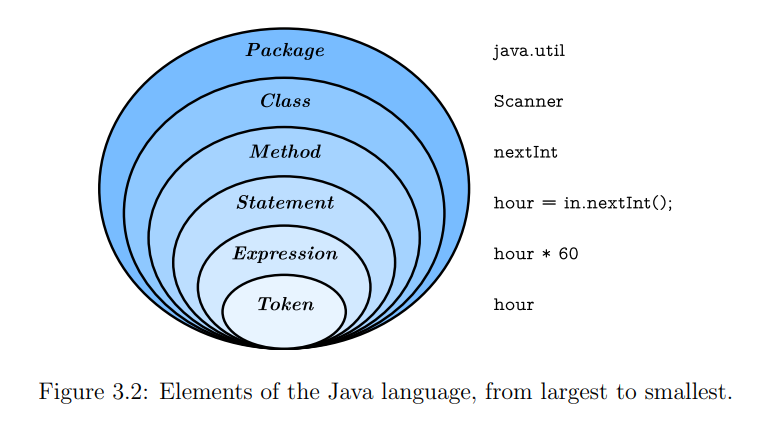 Package java.util
Class Scanner
Method nextInt
Statement hour = in.nextInt();
Expression hour * 60
Token hour
Figure 3.2: Elements of the Java language, from largest to smallest.